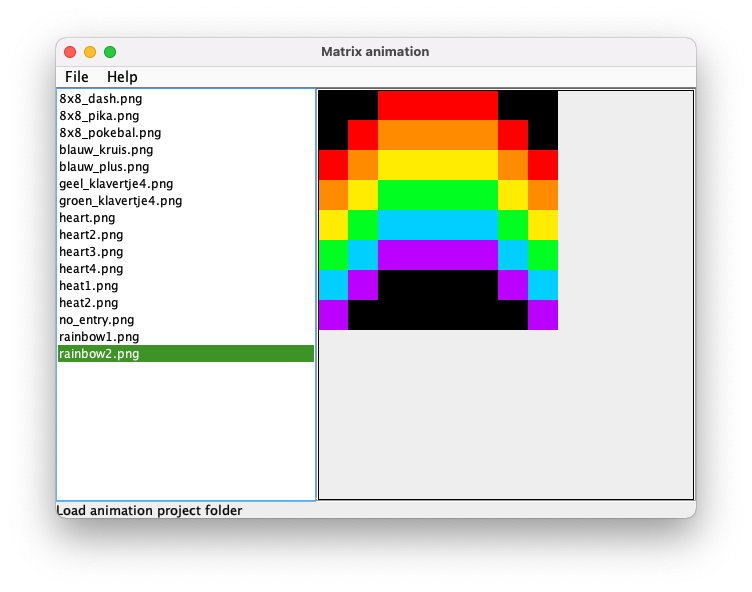 Matrix animation
File Help
8x8_dash.png
8x8_pika.png
8x8_pokebal.png
blauw_kruis.png
blauw_plus.png
geel_klavertje4.png
groen_klavertje4.png
heart.png
heart2.png
heart3.png
heart4.png
heat1.png
heat2.png
no_entry.png
rainbow1.png
rainbow2.png
Load animation project folder